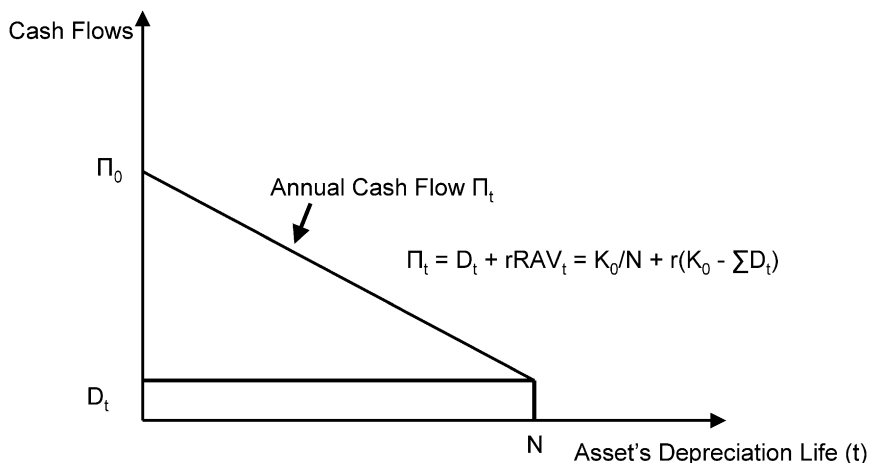 Cash Flows
Π₀
Annual Cash Flow Πₜ
Πₜ = Dₜ + rRAVₜ = K₀/N + r(K₀ - ∑Dₜ)
Dₜ
N
Asset's Depreciation Life (t)